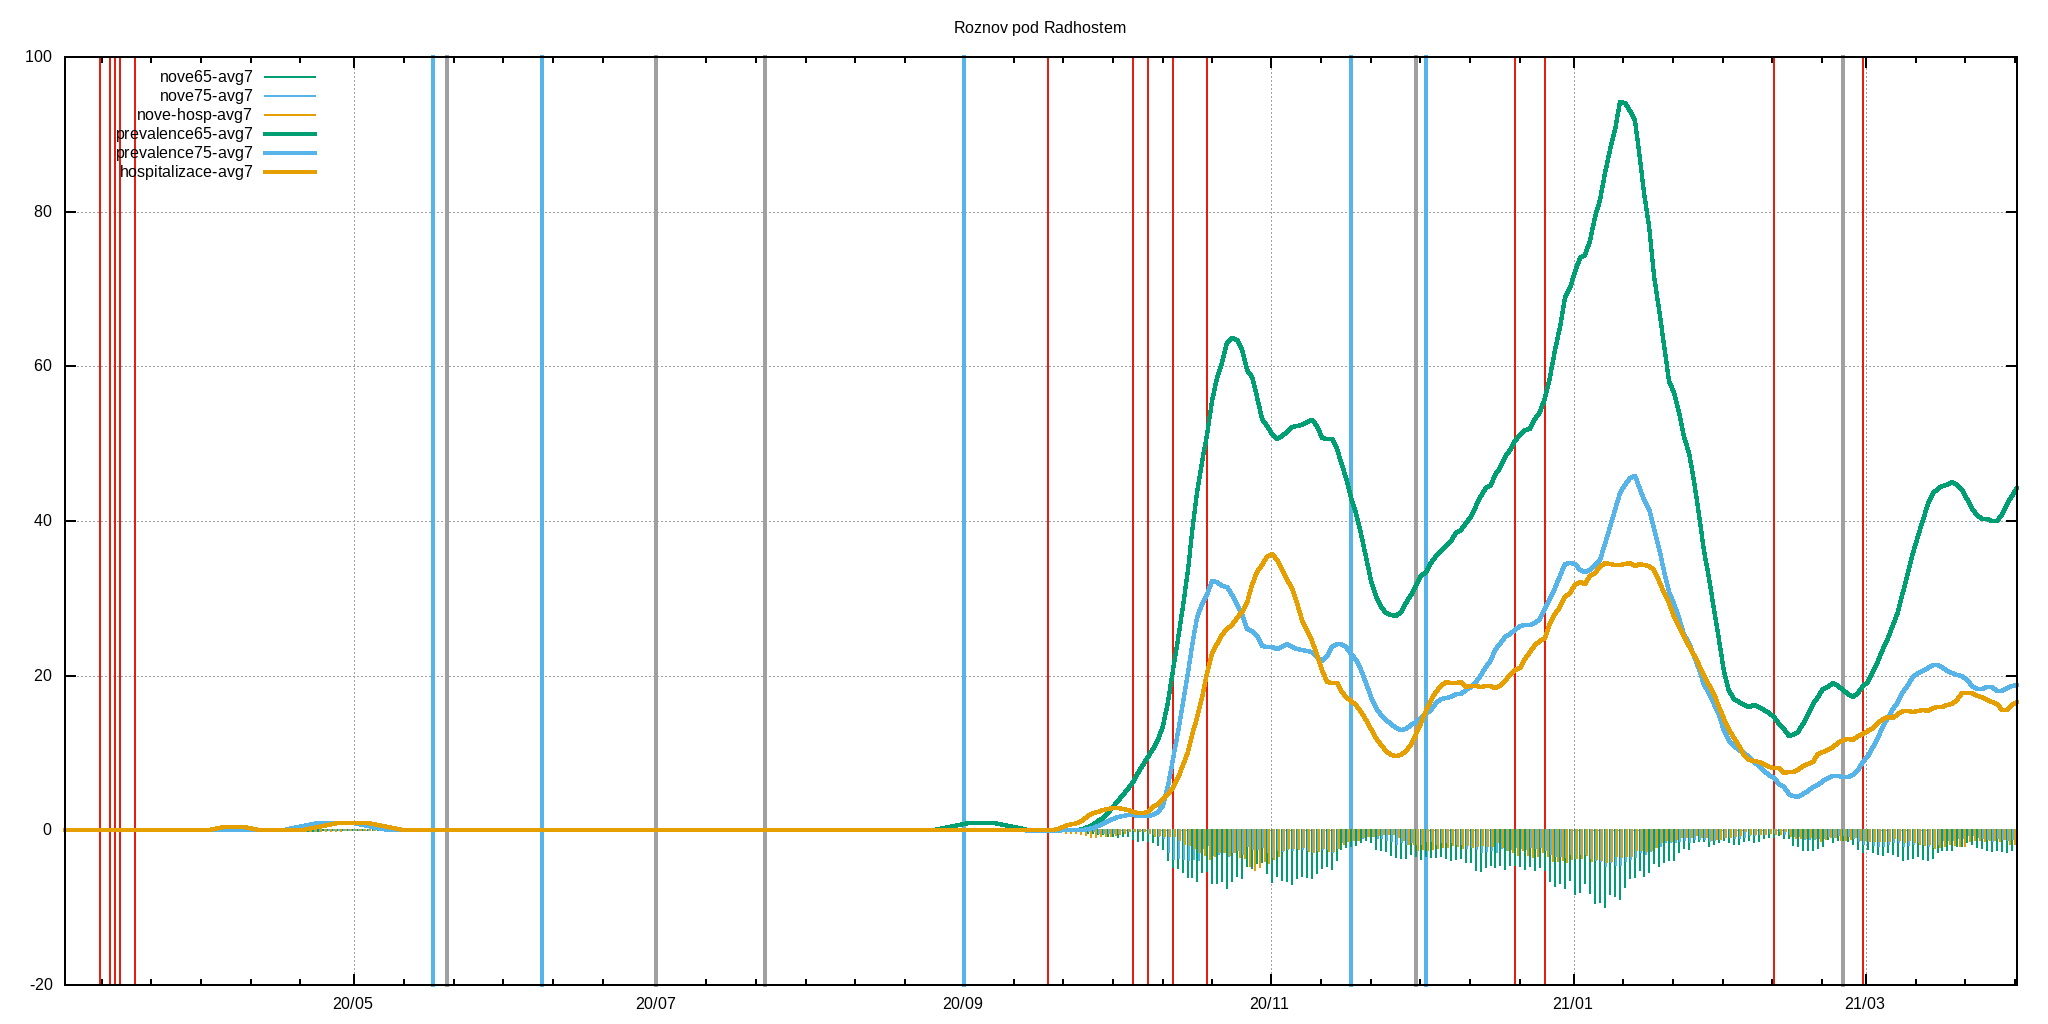 Roznov pod Radhostem
100
nove65-avg7
nove75-avg7
nove-hosp-avg7
prevalence65-avg7
prevalence75-avg7
hospitalizace-avg7
80
60
40
20
0
-20
20/05
20/07
20/09
20/11
21/01
21/03